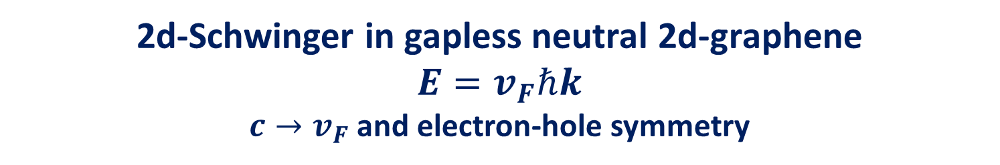 2d-Schwinger in gapless neutral 2d-graphene
E = v_F ℏk
c → v_F and electron-hole symmetry